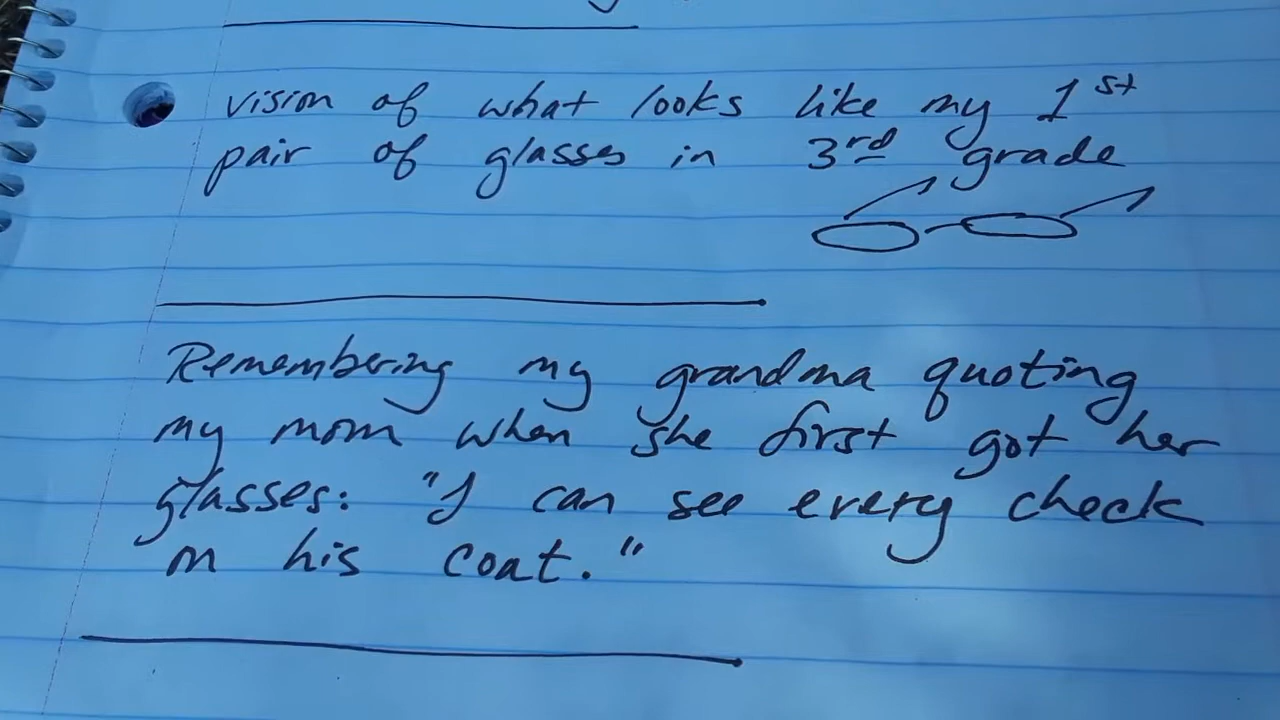 vision of what looks like my 1st
pair of glasses in 3rd grade
Remembering my grandma quoting
my mom when she first got her
glasses: "I can see every check
on his coat."